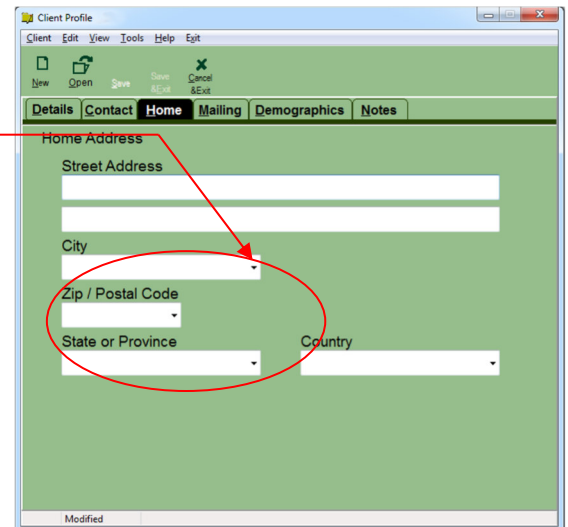 Client Profile
Client Edit View Tools Help Exit
New Open Save Save &Exit Cancel &Exit
Details Contact Home Mailing Demographics Notes
Home Address
Street Address
City
Zip / Postal Code
State or Province Country
Modified